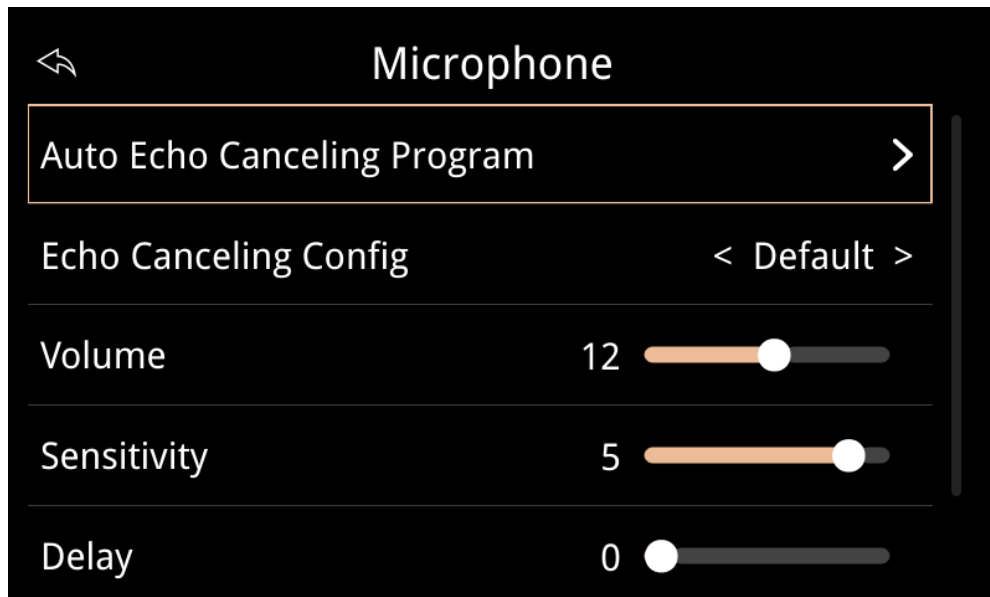 Microphone
Auto Echo Canceling Program
Echo Canceling Config < Default >
Volume 12
Sensitivity 5
Delay 0